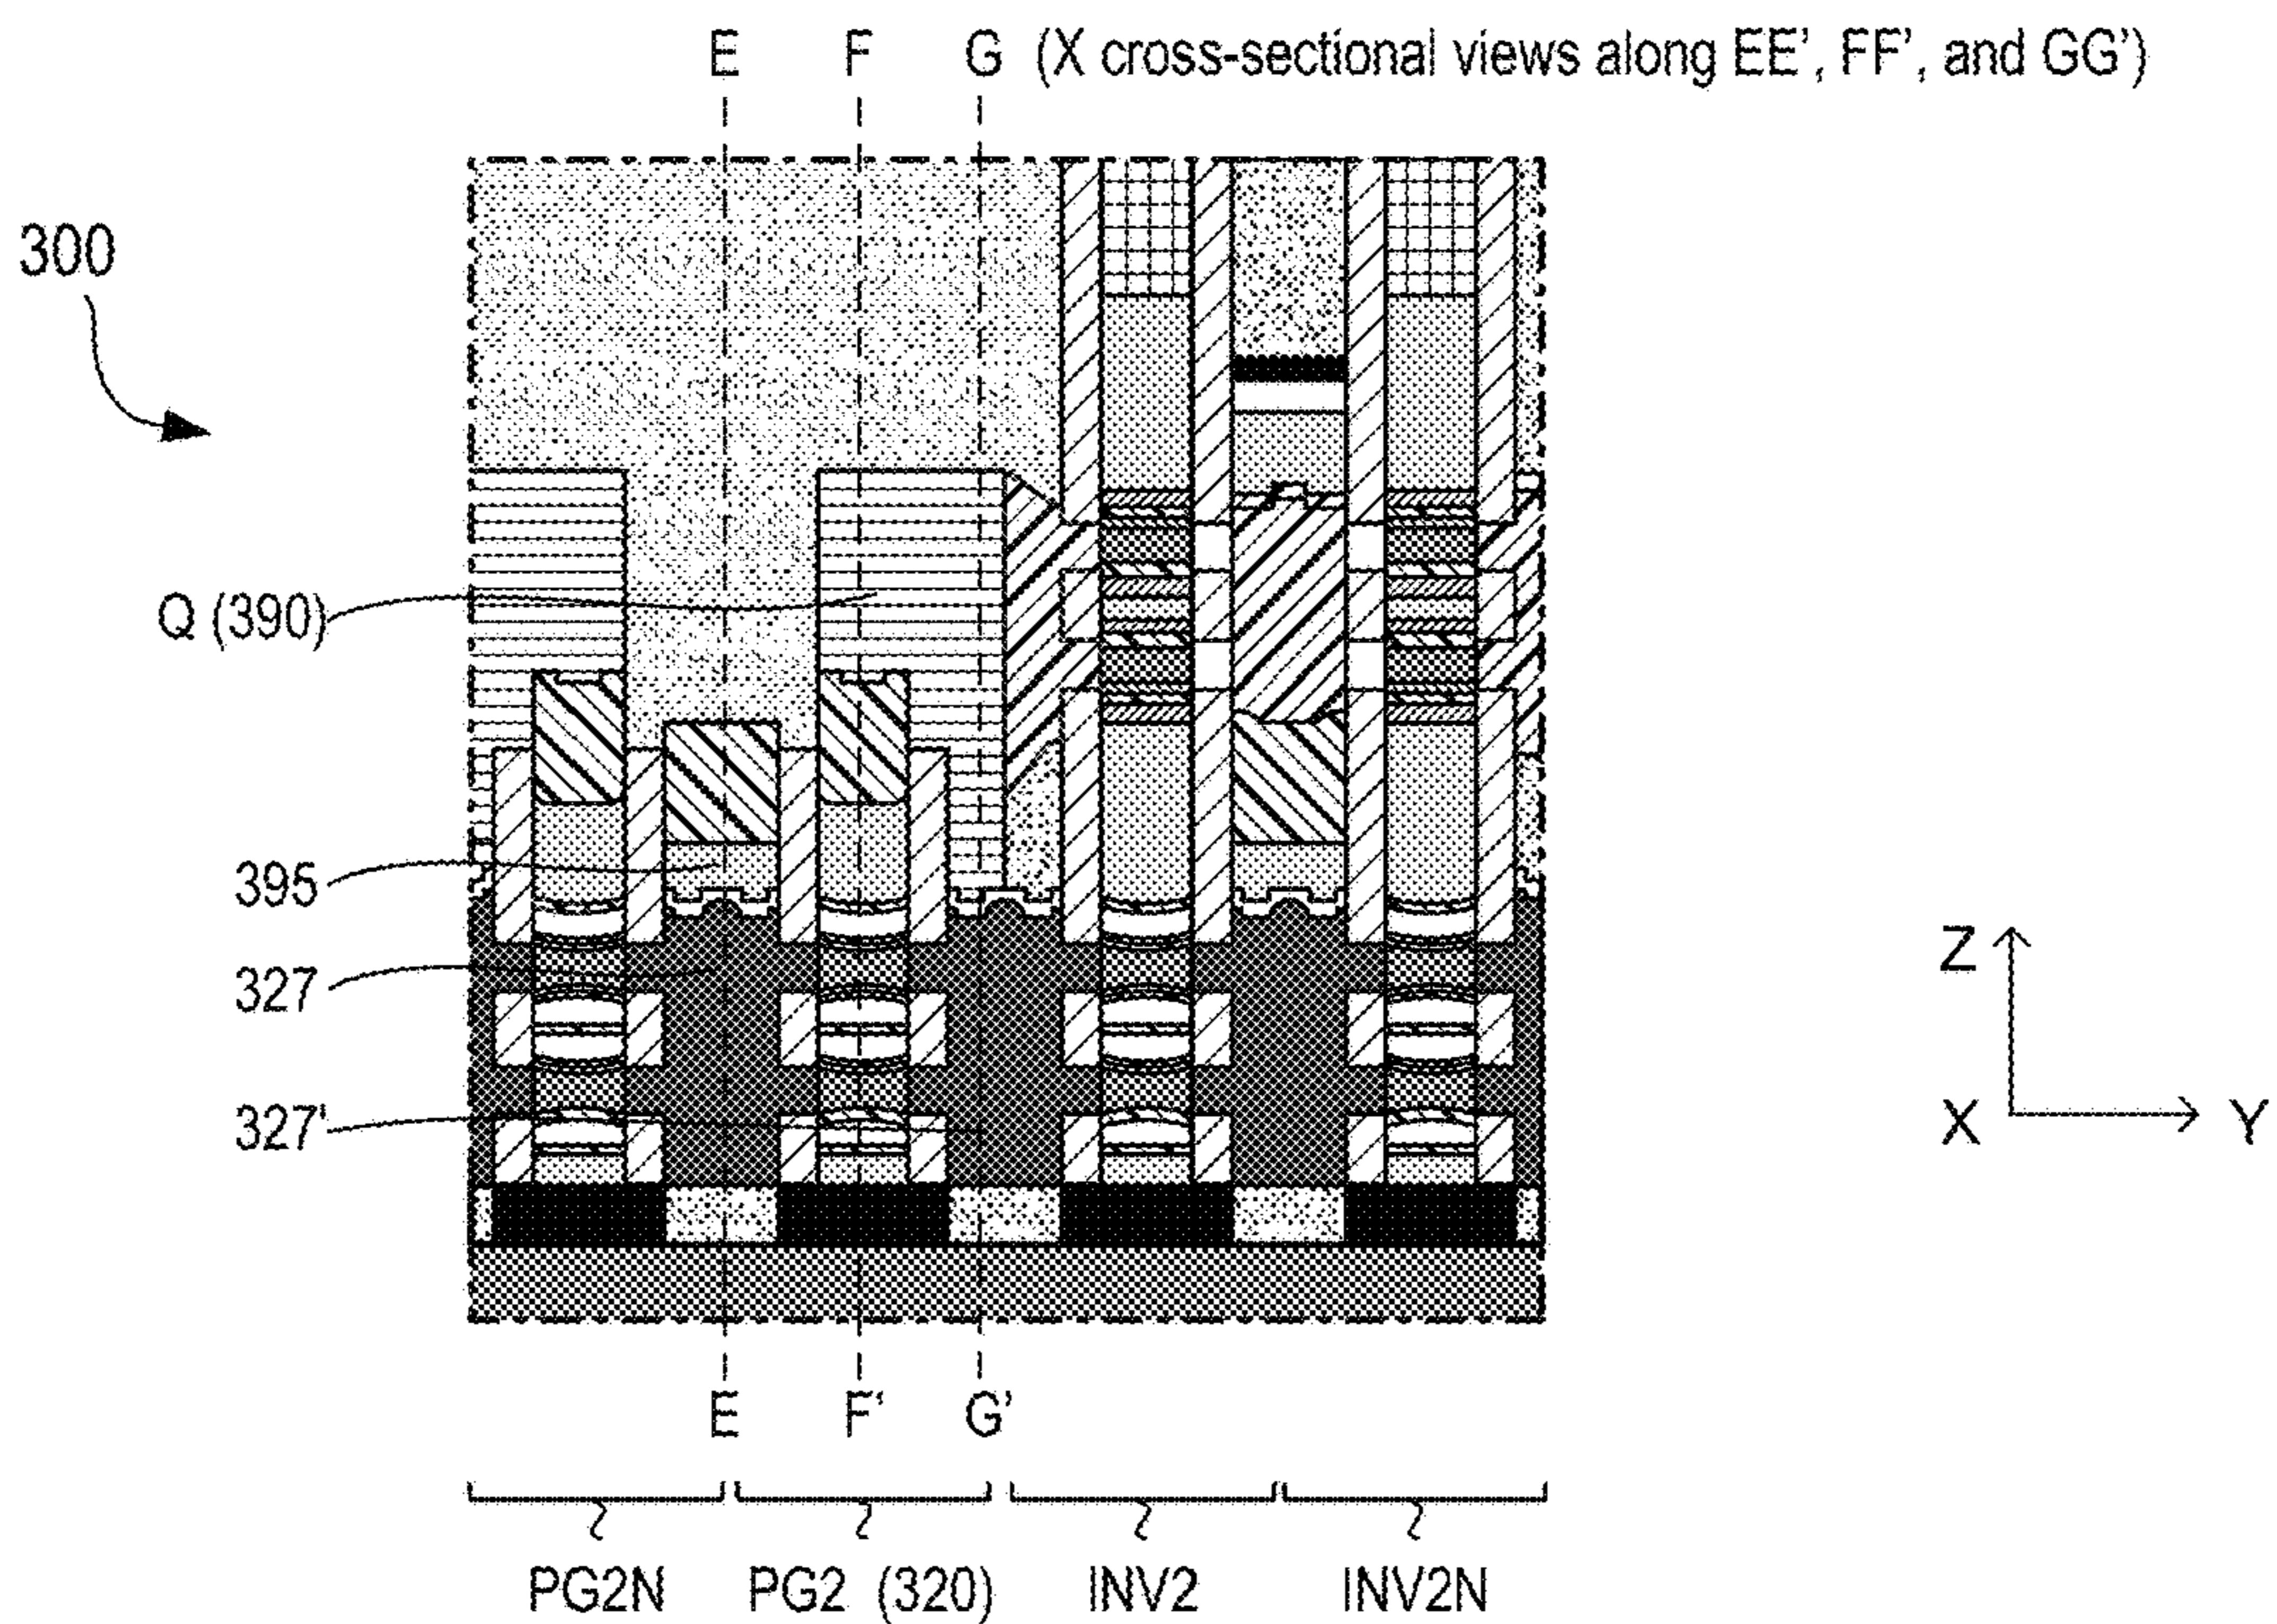 E F G (X cross-sectional views along EE’, FF’, and GG’)
300
Q (390)
395
327
327'
Z
X
Y
E F' G'
PG2N PG2 (320) INV2 INV2N